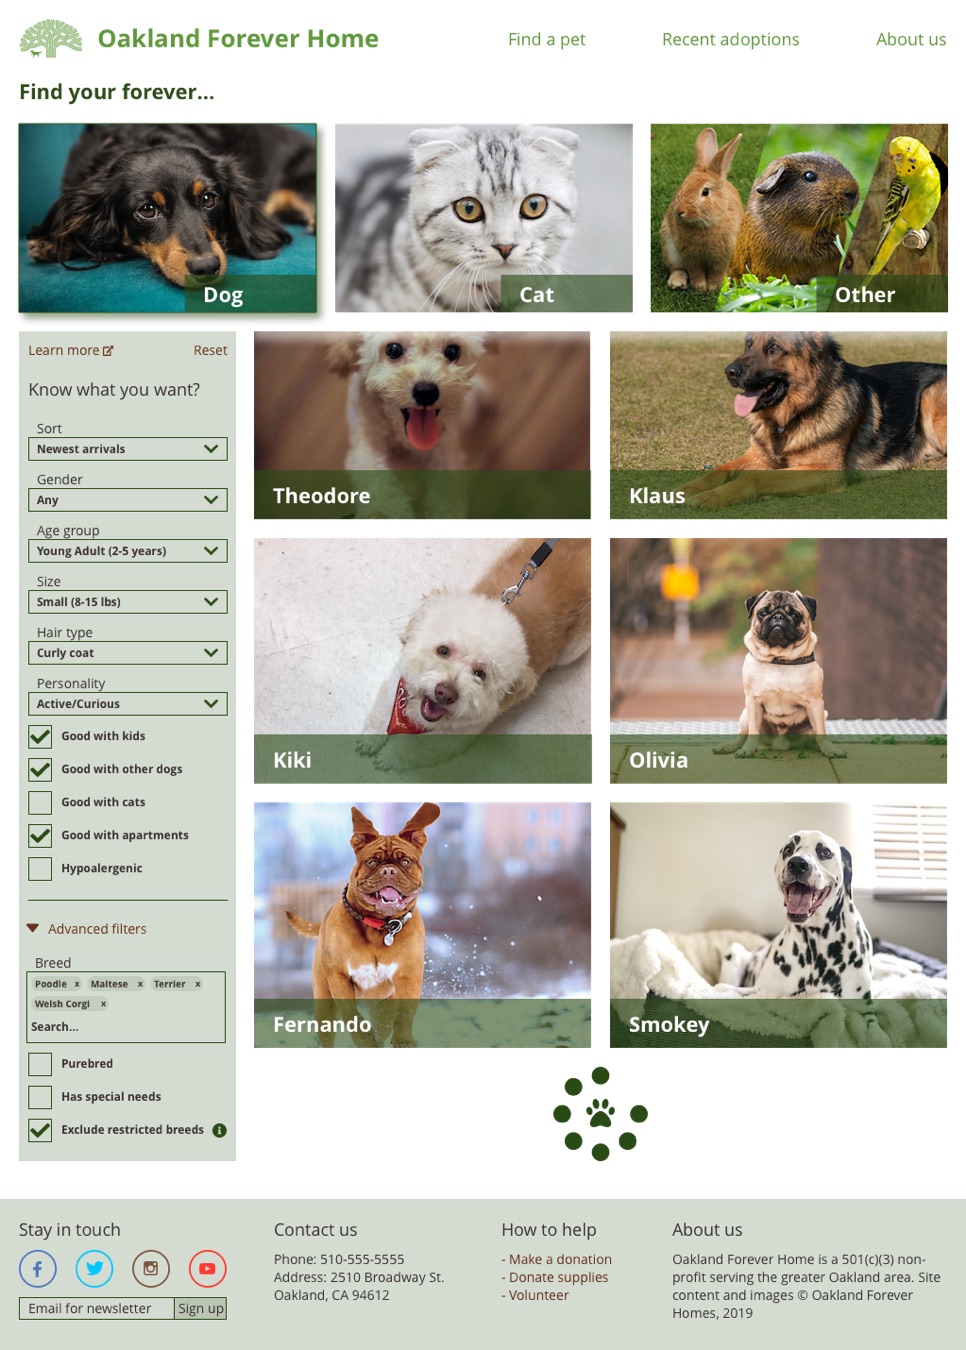 Oakland Forever Home
Find a pet
Recent adoptions
About us
Find your forever...
Dog
Cat
Other
Learn more
Reset
Know what you want?
Sort
Newest arrivals
Gender
Any
Age group
Young Adult (2-5 years)
Size
Small (8-15 lbs)
Hair type
Curly coat
Personality
Active/Curious
Good with kids
Good with other dogs
Good with cats
Good with apartments
Hypoalergenic
Advanced filters
Breed
Poodle x Maltese x Terrier x
Welsh Corgi x
Search...
Purebred
Has special needs
Exclude restricted breeds
Theodore
Klaus
Kiki
Olivia
Fernando
Smokey
Stay in touch
Email for newsletter
Sign up
Contact us
Phone: 510-555-5555
Address: 2510 Broadway St.
Oakland, CA 94612
How to help
- Make a donation
- Donate supplies
- Volunteer
About us
Oakland Forever Home is a 501(c)(3) non-
profit serving the greater Oakland area. Site
content and images © Oakland Forever
Homes, 2019